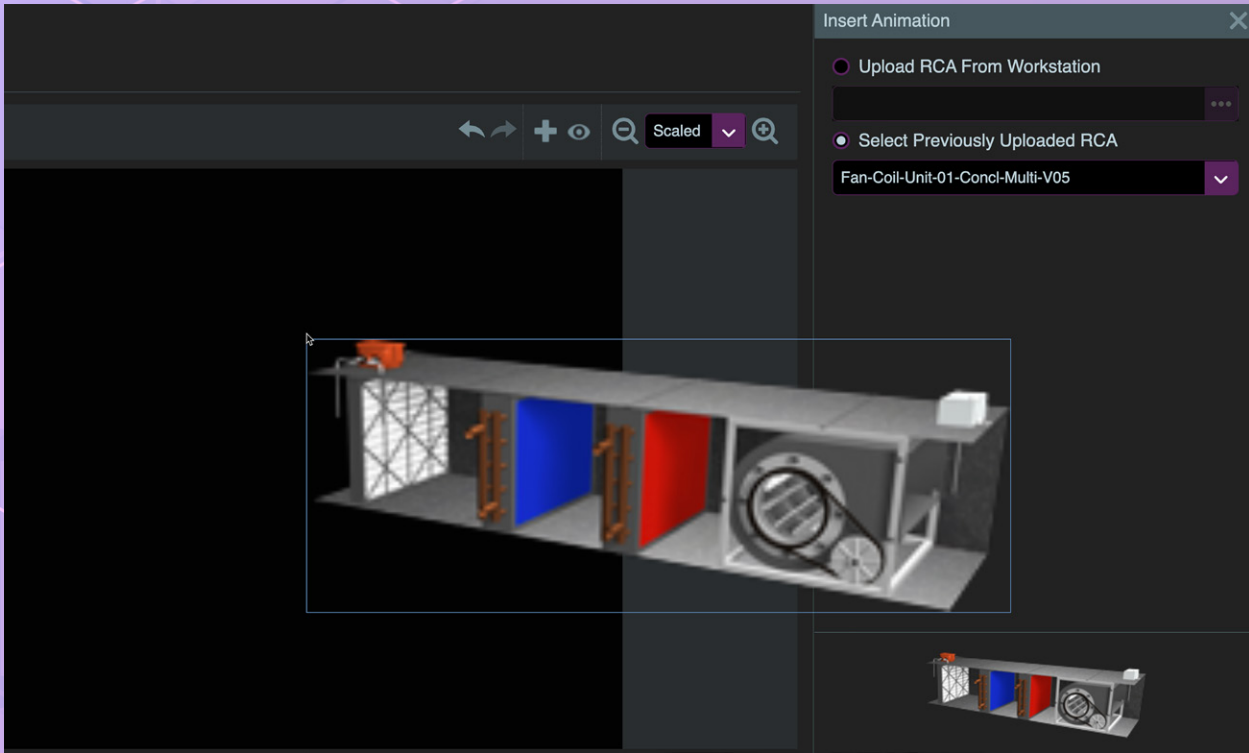 Insert Animation
Upload RCA From Workstation
Scaled
Select Previously Uploaded RCA
Fan-Coil-Unit-01-Concl-Multi-V05